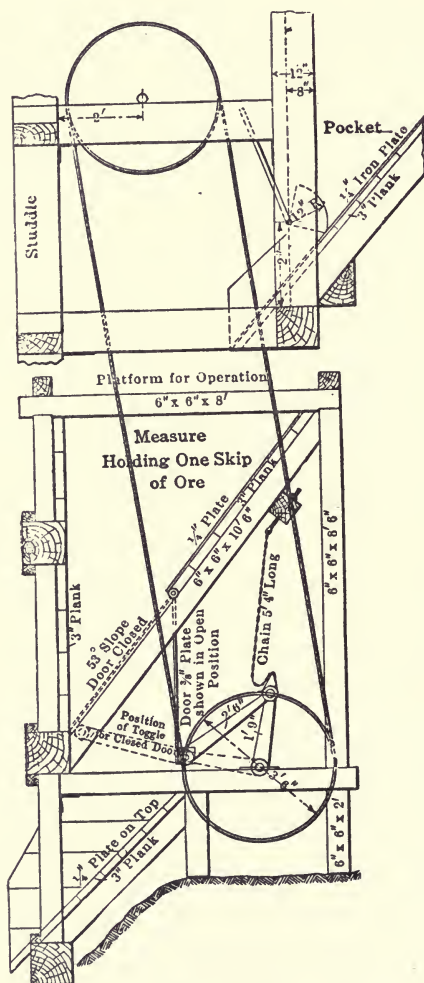 12"
8"
2'
Pocket
Studdle
12"
R
2'
¼" Iron Plate
3" Plank
Platform for Operation
6" x 6" x 8'
Measure
Holding One Skip
of Ore
¼" Plate
3" Plank
6" x 6" x 10' 6"
3" Plank
53° Slope
Door Closed
Door ⅜" Plate
shown in Open
Position
Chain 5' 4" Long
6" x 6" x 8' 6"
Position
of Toggle
for Closed Door
2' 6"
1' 9"
3' 6"
¼" Plate on Top
3" Plank
6" x 6" x 2'